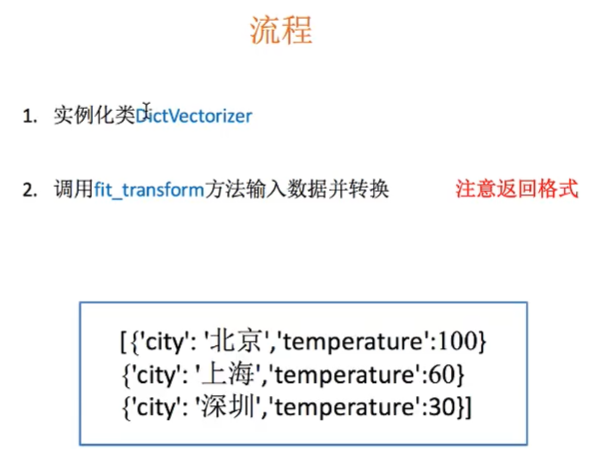 流程
1. 实例化类DictVectorizer
2. 调用fit_transform方法输入数据并转换 注意返回格式
[{'city': '北京','temperature':100}
{'city': '上海','temperature':60}
{'city': '深圳','temperature':30}]